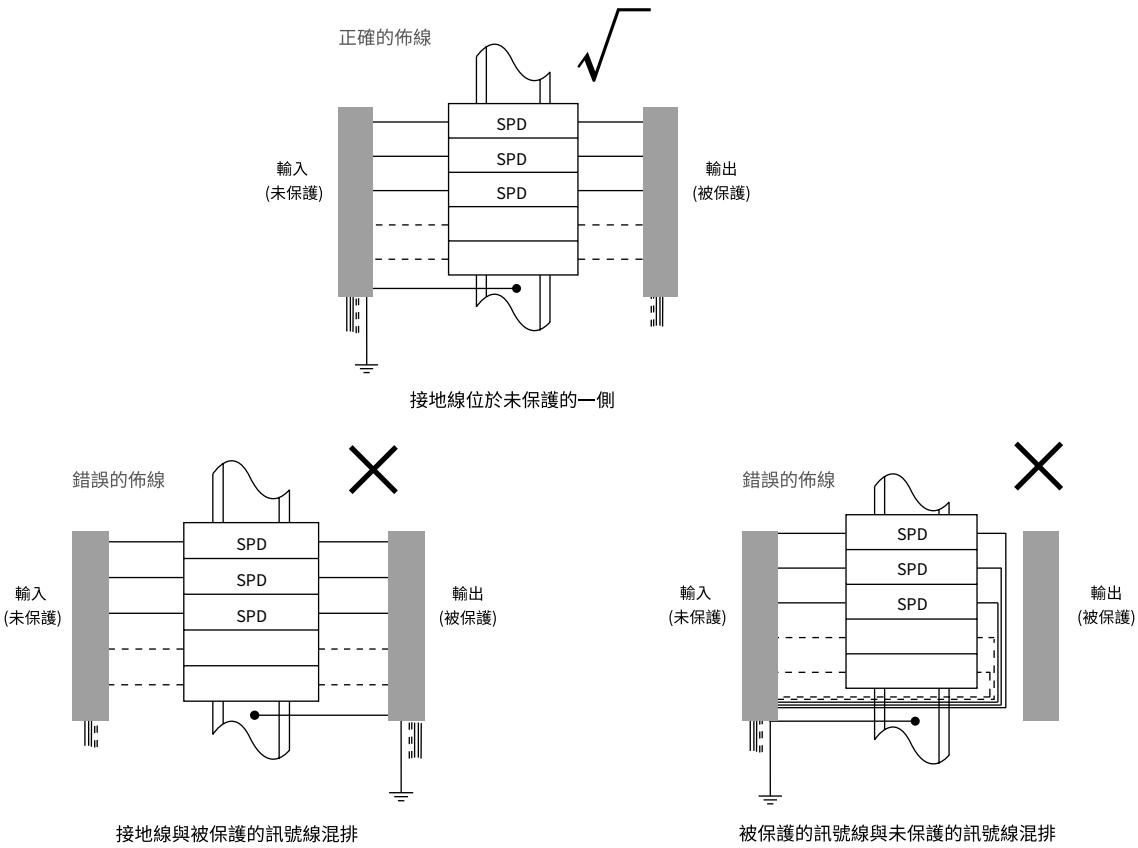 正確的佈線
SPD
SPD
SPD
輸入
(未保護)
輸出
(被保護)
接地線位於未保護的一側
錯誤的佈線
SPD
SPD
SPD
輸入
(未保護)
輸出
(被保護)
接地線與被保護的訊號線混排
錯誤的佈線
SPD
SPD
SPD
輸入
(未保護)
輸出
(被保護)
被保護的訊號線與未保護的訊號線混排